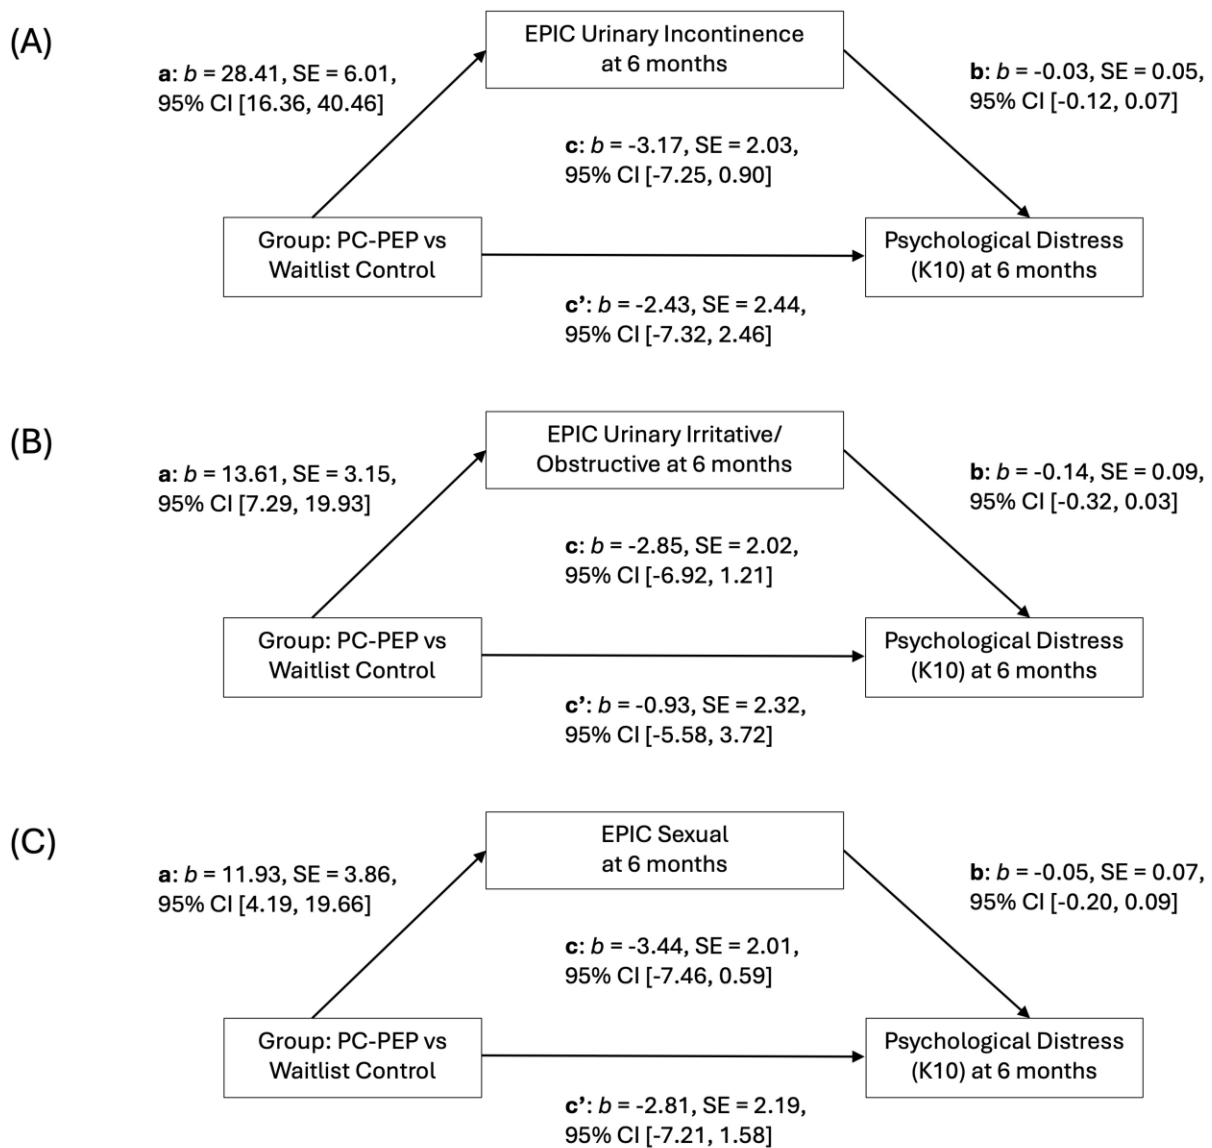 (A)
EPIC Urinary Incontinence
at 6 months
a: b = 28.41, SE = 6.01,
95% CI [16.36, 40.46]
b: b = -0.03, SE = 0.05,
95% CI [-0.12, 0.07]
c: b = -3.17, SE = 2.03,
95% CI [-7.25, 0.90]
Group: PC-PEP vs
Waitlist Control
Psychological Distress
(K10) at 6 months
c’: b = -2.43, SE = 2.44,
95% CI [-7.32, 2.46]
(B)
EPIC Urinary Irritative/
Obstructive at 6 months
a: b = 13.61, SE = 3.15,
95% CI [7.29, 19.93]
b: b = -0.14, SE = 0.09,
95% CI [-0.32, 0.03]
c: b = -2.85, SE = 2.02,
95% CI [-6.92, 1.21]
Group: PC-PEP vs
Waitlist Control
Psychological Distress
(K10) at 6 months
c’: b = -0.93, SE = 2.32,
95% CI [-5.58, 3.72]
(C)
EPIC Sexual
at 6 months
a: b = 11.93, SE = 3.86,
95% CI [4.19, 19.66]
b: b = -0.05, SE = 0.07,
95% CI [-0.20, 0.09]
c: b = -3.44, SE = 2.01,
95% CI [-7.46, 0.59]
Group: PC-PEP vs
Waitlist Control
Psychological Distress
(K10) at 6 months
c’: b = -2.81, SE = 2.19,
95% CI [-7.21, 1.58]